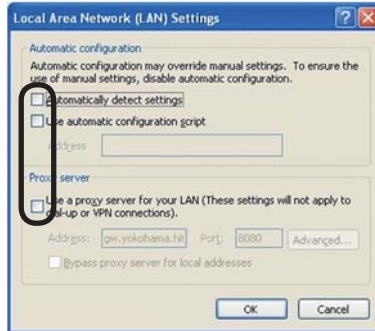 Local Area Network (LAN) Settings
Automatic configuration
Automatic configuration may override manual settings. To ensure the
use of manual settings, disable automatic configuration.
Automatically detect settings
Use automatic configuration script
Address
Proxy server
Use a proxy server for your LAN (These settings will not apply to
dial-up or VPN connections).
Address: gw.yokohama.hit Port: 8080 Advanced...
Bypass proxy server for local addresses
OK Cancel